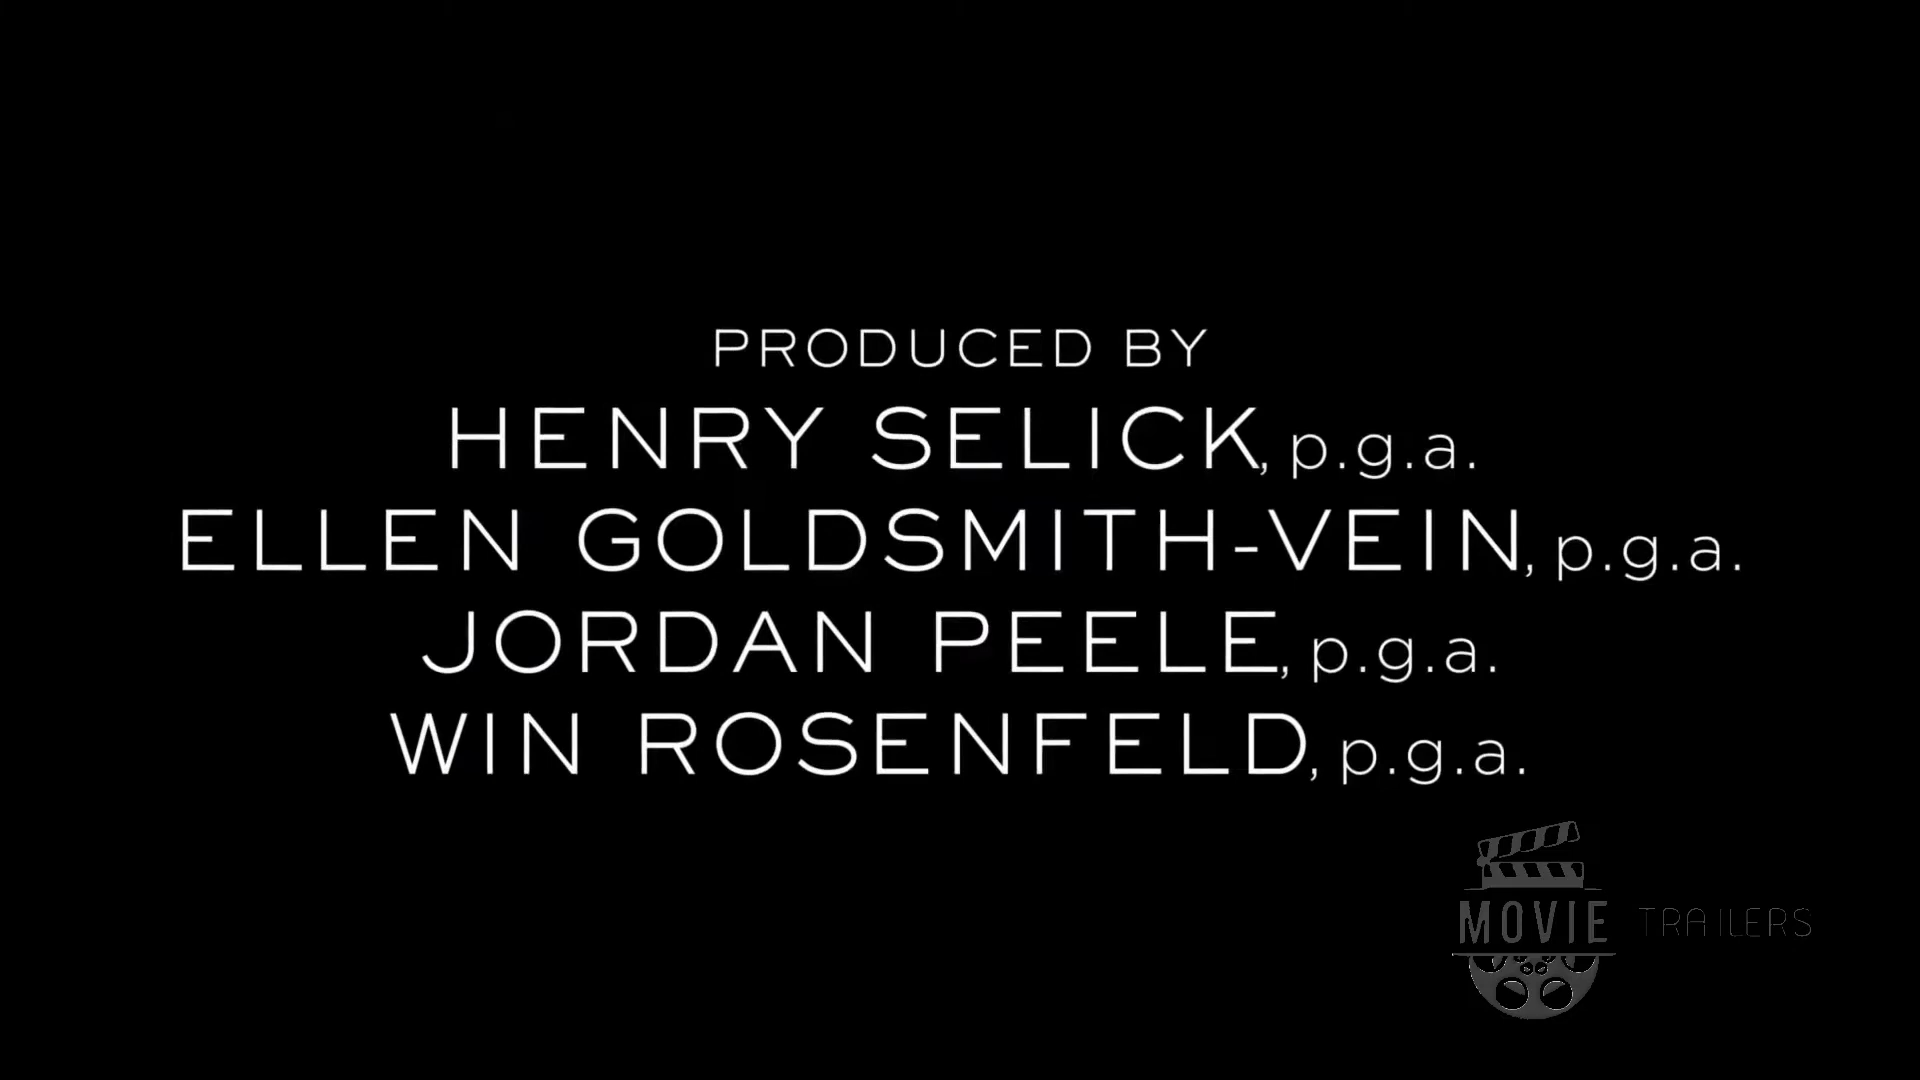 PRODUCED BY
HENRY SELICK, p.g.a.
ELLEN GOLDSMITH-VEIN, p.g.a.
JORDAN PEELE, p.g.a.
WIN ROSENFELD, p.g.a.
MOVIE TRAILERS